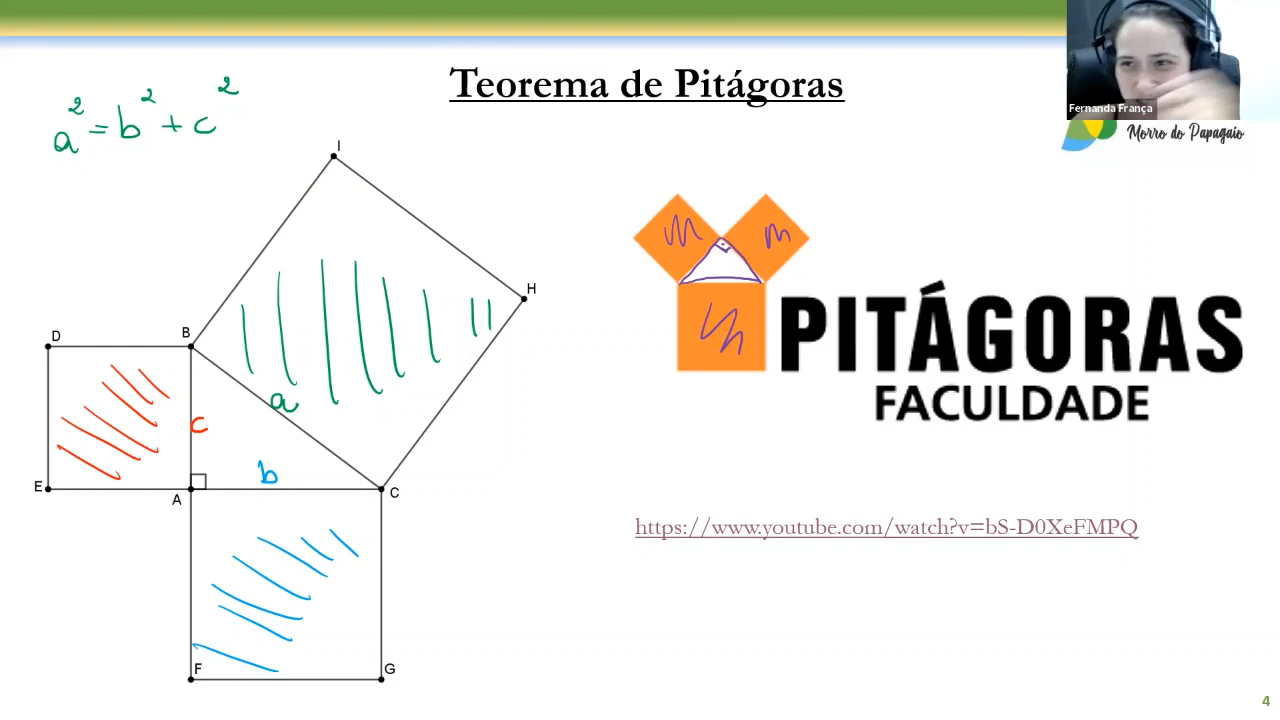 Teorema de Pitágoras
Fernanda França
Morro do Papagaio
a² = b² + c²
I
H
D
B
a
c
b
E
A
C
F
G
PITÁGORAS
FACULDADE
https://www.youtube.com/watch?v=bS-D0XeFMPQ
4